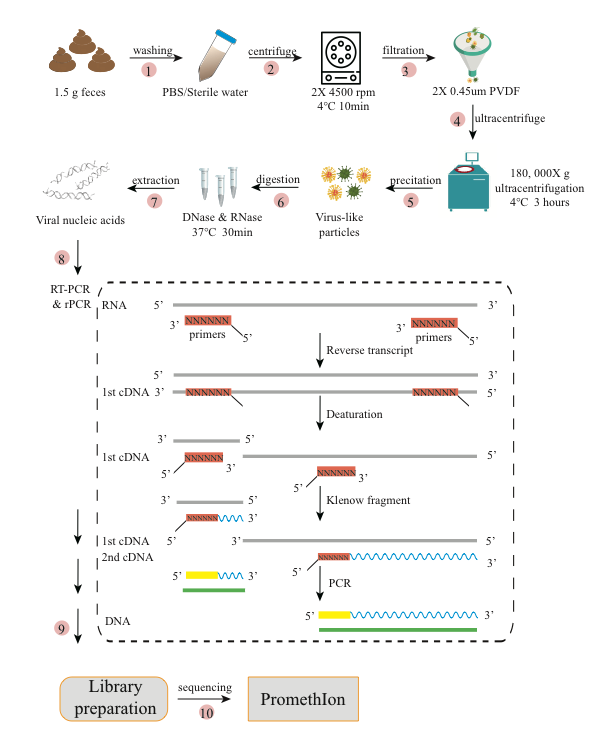 washing
1
centrifuge
2
filtration
3
1.5 g feces
PBS/Sterile water
2X 4500 rpm
4℃ 10min
2X 0.45um PVDF
4
ultracentrifuge
180, 000X g
ultracentrifugation
4℃ 3 hours
precitation
5
digestion
6
extraction
7
Virus-like
particles
DNase & RNase
37℃ 30min
Viral nucleic acids
8
RT-PCR
& rPCR
RNA
5’
3’
3’
NNNNNN
5’
primers
3’
NNNNNN
5’
primers
Reverse transcript
5’
3’
1st cDNA
3’
NNNNNN
NNNNNN
5’
Deaturation
3’
5’
1st cDNA
NNNNNN
5’
3’
5’
NNNNNN
5’
3’
Klenow fragment
3’
5’
NNNNNN
3’
5’
1st cDNA
3’
5’
2nd cDNA
NNNNNN
3’
5’
5’
3’
PCR
9
DNA
5’
3’
Library
preparation
sequencing
10
PromethIon